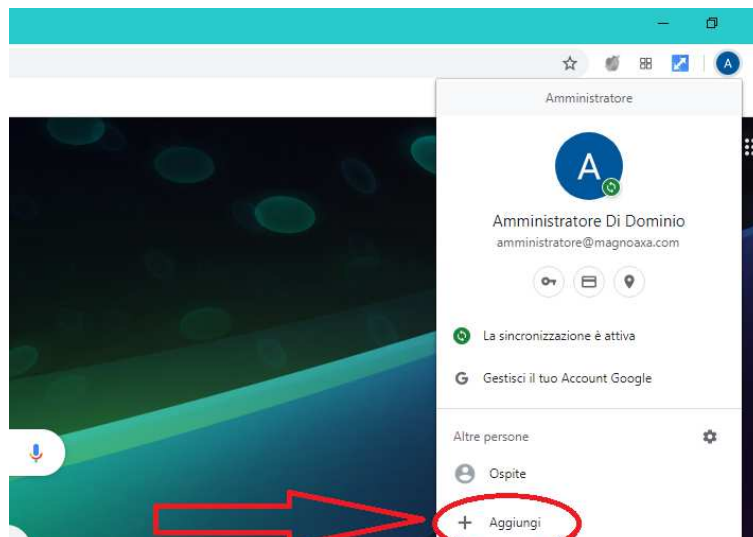 A
Amministratore
A
Amministratore Di Dominio
amministratore@magnoaxa.com
La sincronizzazione è attiva
G Gestisci il tuo Account Google
Altre persone
Ospite
+ Aggiungi